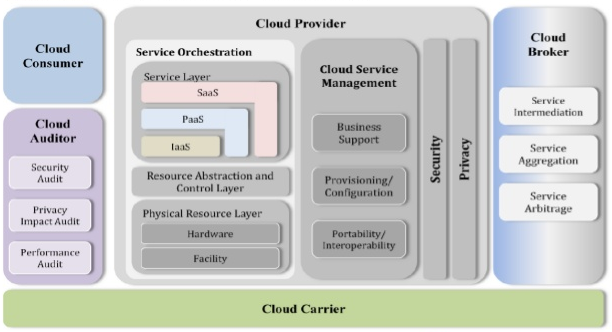 Cloud
Consumer
Cloud
Auditor
Security
Audit
Privacy
Impact Audit
Performance
Audit
Cloud Provider
Service Orchestration
Service Layer
SaaS
PaaS
IaaS
Resource Abstraction and
Control Layer
Physical Resource Layer
Hardware
Facility
Cloud Service
Management
Business
Support
Provisioning/
Configuration
Portability/
Interoperability
Security
Privacy
Cloud
Broker
Service
Intermediation
Service
Aggregation
Service
Arbitrage
Cloud Carrier